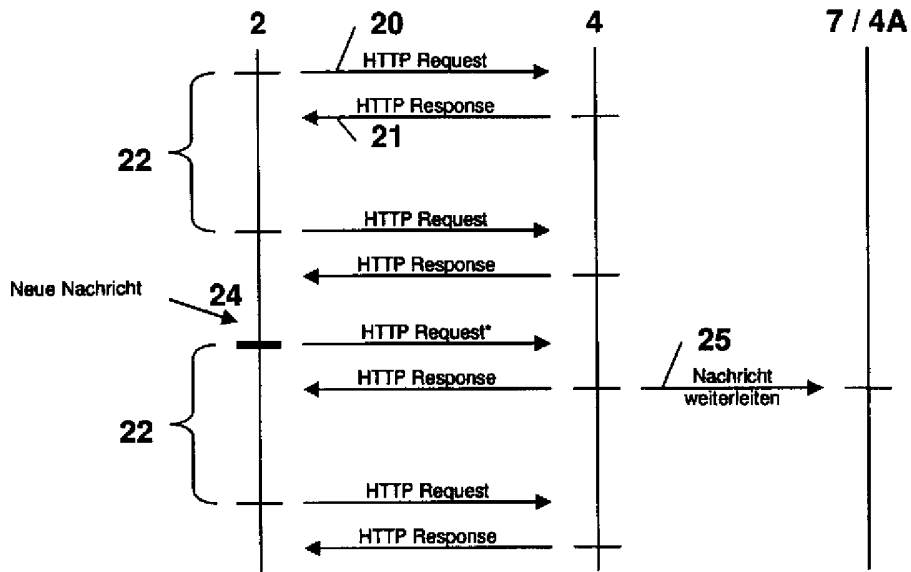 2
20
4
7 / 4A
HTTP Request
HTTP Response
21
22
HTTP Request
HTTP Response
Neue Nachricht
24
HTTP Request*
25
HTTP Response
Nachricht
weiterleiten
22
HTTP Request
HTTP Response